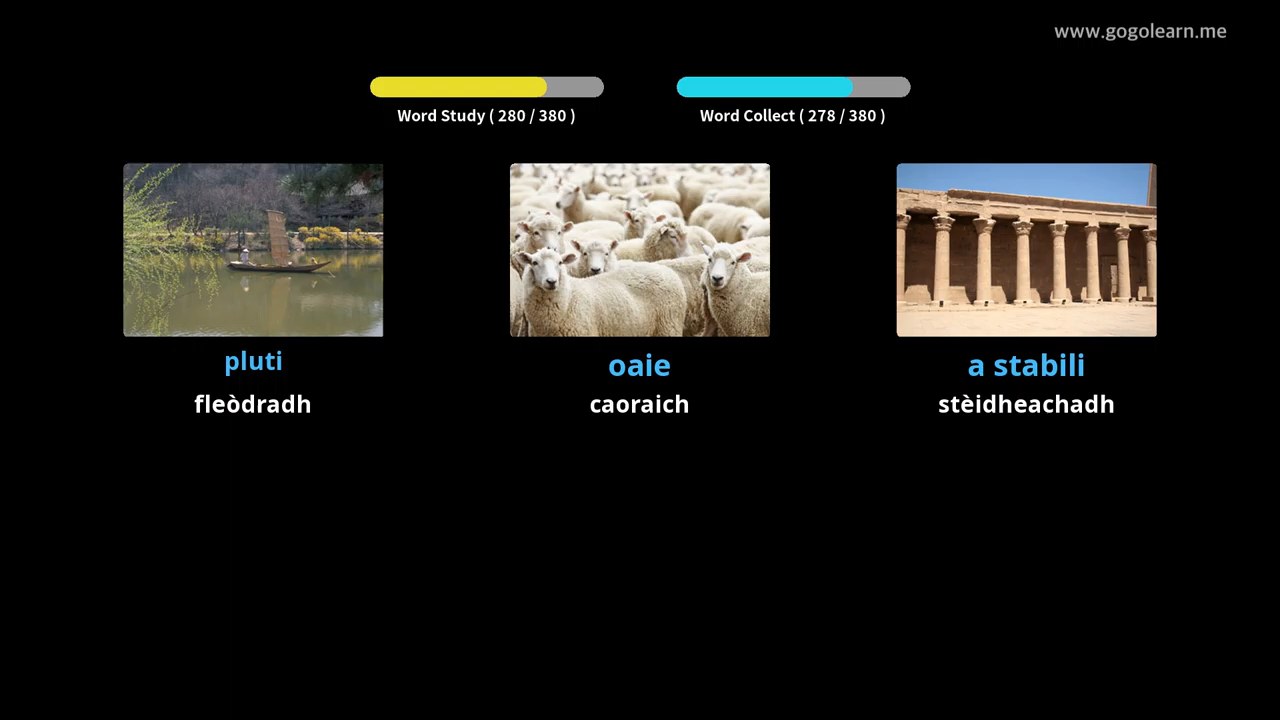 www.gogolearn.me
Word Study ( 280 / 380 )
Word Collect ( 278 / 380 )
pluti
oaie
a stabili
fleòdradh
caoraich
stèidheachadh